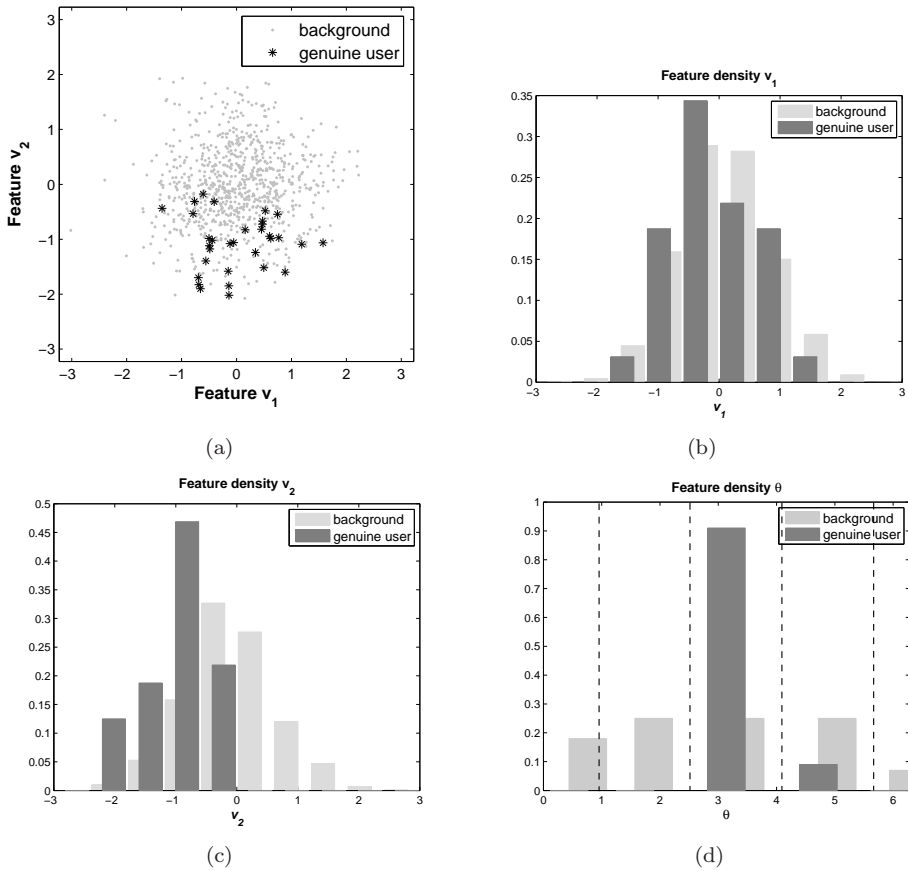 background
genuine user
3
2
1
0
−1
−2
−3
Feature v2
−3 −2 −1 0 1 2 3
Feature v1
(a)
Feature density v1
background
genuine user
0.35
0.3
0.25
0.2
0.15
0.1
0.05
0
−3 −2 −1 0 1 2 3
v1
(b)
Feature density v2
background
genuine user
0.5
0.45
0.4
0.35
0.3
0.25
0.2
0.15
0.1
0.05
0
−3 −2 −1 0 1 2 3
v2
(c)
Feature density θ
background
genuine user
1
0.9
0.8
0.7
0.6
0.5
0.4
0.3
0.2
0.1
0
0 1 2 3 4 5 6
θ
(d)